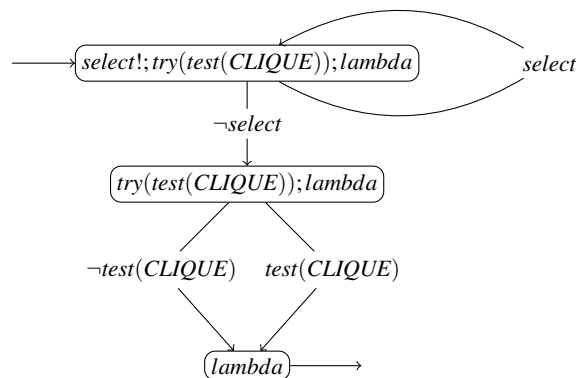 select!;try(test(CLIQUE));lambda
select
¬select
try(test(CLIQUE));lambda
¬test(CLIQUE) test(CLIQUE)
lambda